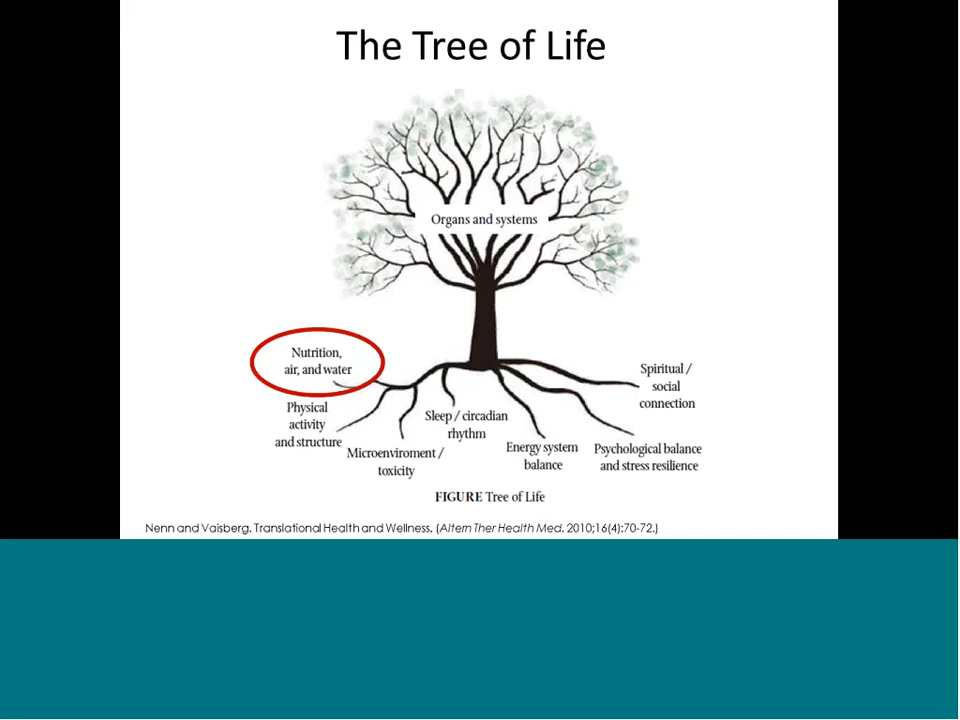 The Tree of Life
Organs and systems
Nutrition,
air, and water
Physical
activity
and structure
Microenviroment /
toxicity
Sleep / circadian
rhythm
Energy system
balance
Psychological balance
and stress resilience
Spiritual /
social
connection
FIGURE Tree of Life
Nenn and Vaisberg. Translational Health and Wellness. (Altern Ther Health Med. 2010;16(4):70-72.)